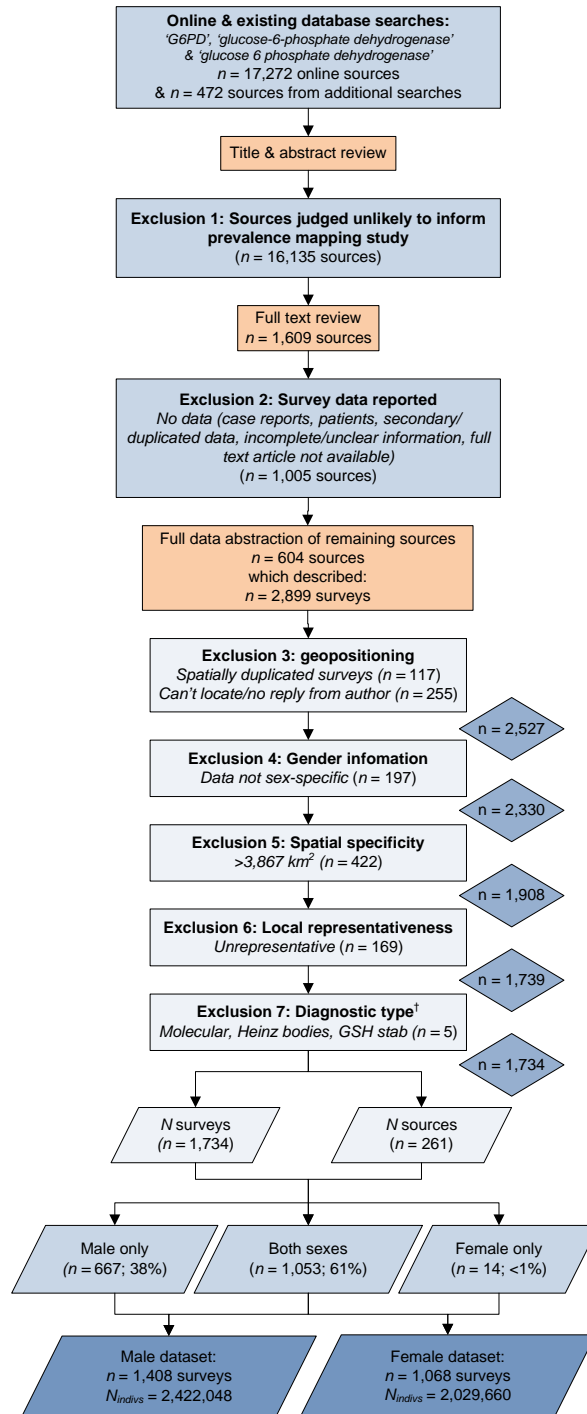 Online & existing database searches:
‘G6PD’, ‘glucose-6-phosphate dehydrogenase’
& ‘glucose 6 phosphate dehydrogenase’
n = 17,272 online sources
& n = 472 sources from additional searches
Title & abstract review
Exclusion 1: Sources judged unlikely to inform
prevalence mapping study
(n = 16,135 sources)
Full text review
n = 1,609 sources
Exclusion 2: Survey data reported
No data (case reports, patients, secondary/
duplicated data, incomplete/unclear information, full
text article not available)
(n = 1,005 sources)
Full data abstraction of remaining sources
n = 604 sources
which described:
n = 2,899 surveys
Exclusion 3: geopositioning
Spatially duplicated surveys (n = 117)
Can’t locate/no reply from author (n = 255)
n = 2,527
Exclusion 4: Gender infomation
Data not sex-specific (n = 197)
n = 2,330
Exclusion 5: Spatial specificity
>3,867 km² (n = 422)
n = 1,908
Exclusion 6: Local representativeness
Unrepresentative (n = 169)
n = 1,739
Exclusion 7: Diagnostic type†
Molecular, Heinz bodies, GSH stab (n = 5)
n = 1,734
N surveys
(n = 1,734)
N sources
(n = 261)
Male only
(n = 667; 38%)
Both sexes
(n = 1,053; 61%)
Female only
(n = 14; <1%)
Male dataset:
n = 1,408 surveys
Nindivs = 2,422,048
Female dataset:
n = 1,068 surveys
Nindivs = 2,029,660